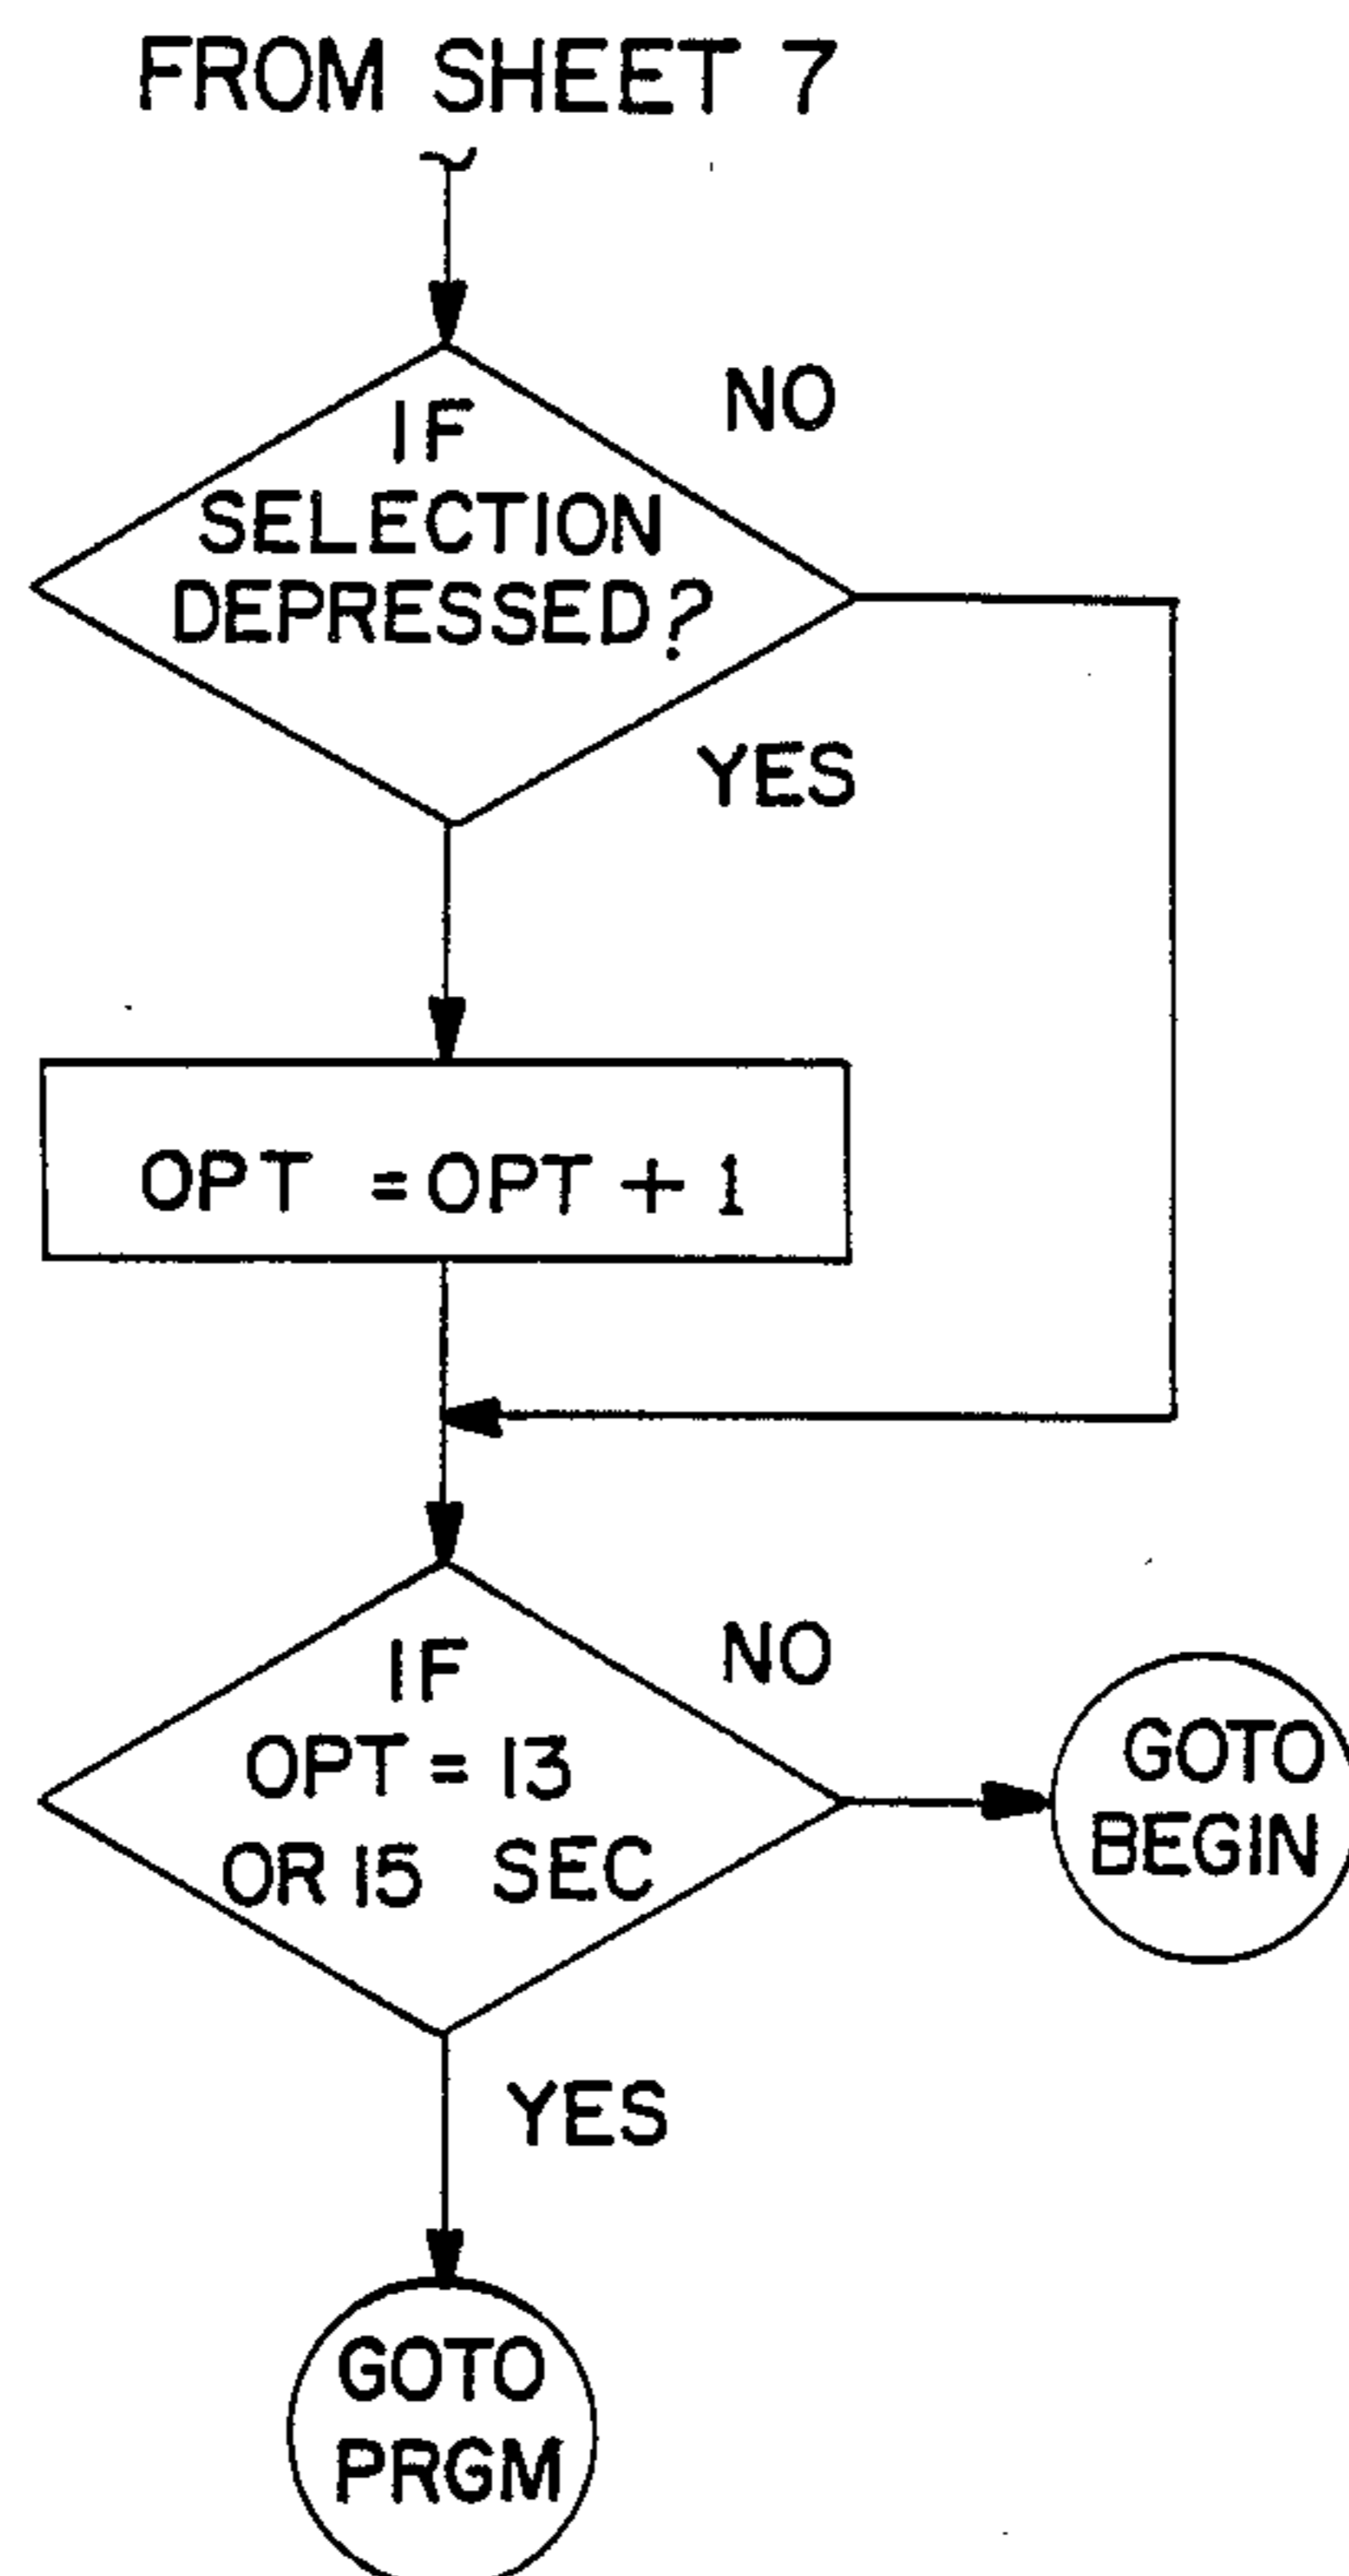 FROM SHEET 7
IF
SELECTION
DEPRESSED?
NO
YES
OPT = OPT + 1
IF
OPT = 13
OR 15 SEC
NO
GOTO
BEGIN
YES
GOTO
PRGM